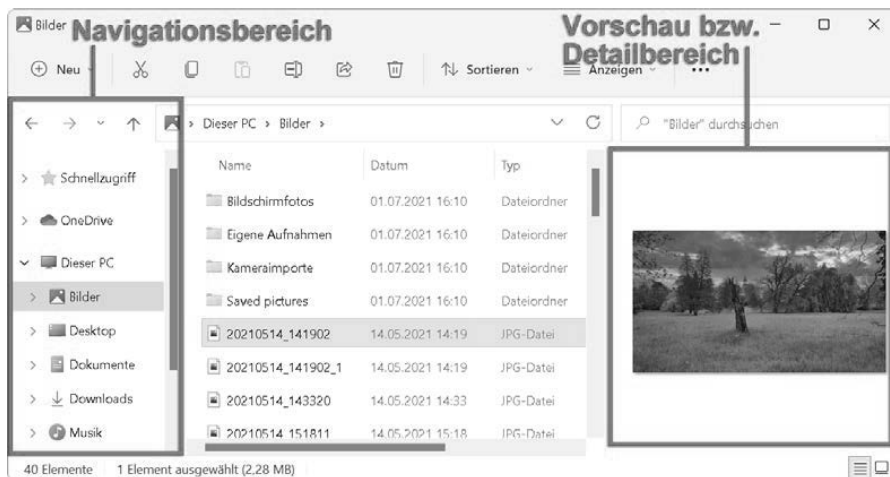 Bilder
Navigationsbereich
Vorschau bzw.
Detailbereich
Neu
Sortieren
Anzeigen
Dieser PC > Bilder >
"Bilder" durchsuchen
Schnellzugriff
OneDrive
Dieser PC
Bilder
Desktop
Dokumente
Downloads
Musik
Name Datum Typ
Bildschirmfotos 01.07.2021 16:10 Dateiordner
Eigene Aufnahmen 01.07.2021 16:10 Dateiordner
Kameraimporte 01.07.2021 16:10 Dateiordner
Saved pictures 01.07.2021 16:10 Dateiordner
20210514_141902 14.05.2021 14:19 JPG-Datei
20210514_141902_1 14.05.2021 14:19 JPG-Datei
20210514_143320 14.05.2021 14:33 JPG-Datei
20210514_151811 14.05.2021 15:18 JPG-Datei
40 Elemente 1 Element ausgewählt (2,28 MB)